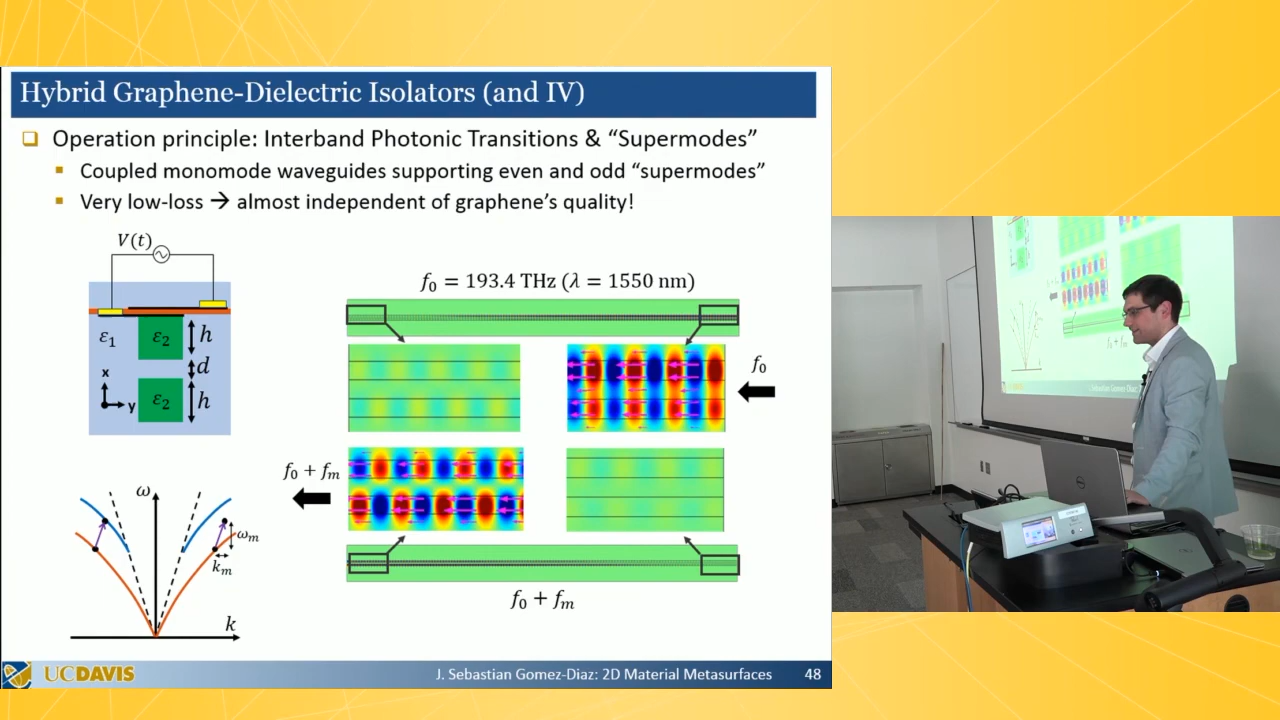 Hybrid Graphene-Dielectric Isolators (and IV)
Operation principle: Interband Photonic Transitions & “Supermodes”
Coupled monomode waveguides supporting even and odd “supermodes”
Very low-loss → almost independent of graphene’s quality!
V(t)
f₀ = 193.4 THz (λ = 1550 nm)
ε₁
ε₂
h
d
x
y
ε₂
h
f₀
f₀ + fₘ
ω
ωₘ
kₘ
k
f₀ + fₘ
UCDAVIS
J. Sebastian Gomez-Diaz: 2D Material Metasurfaces
48